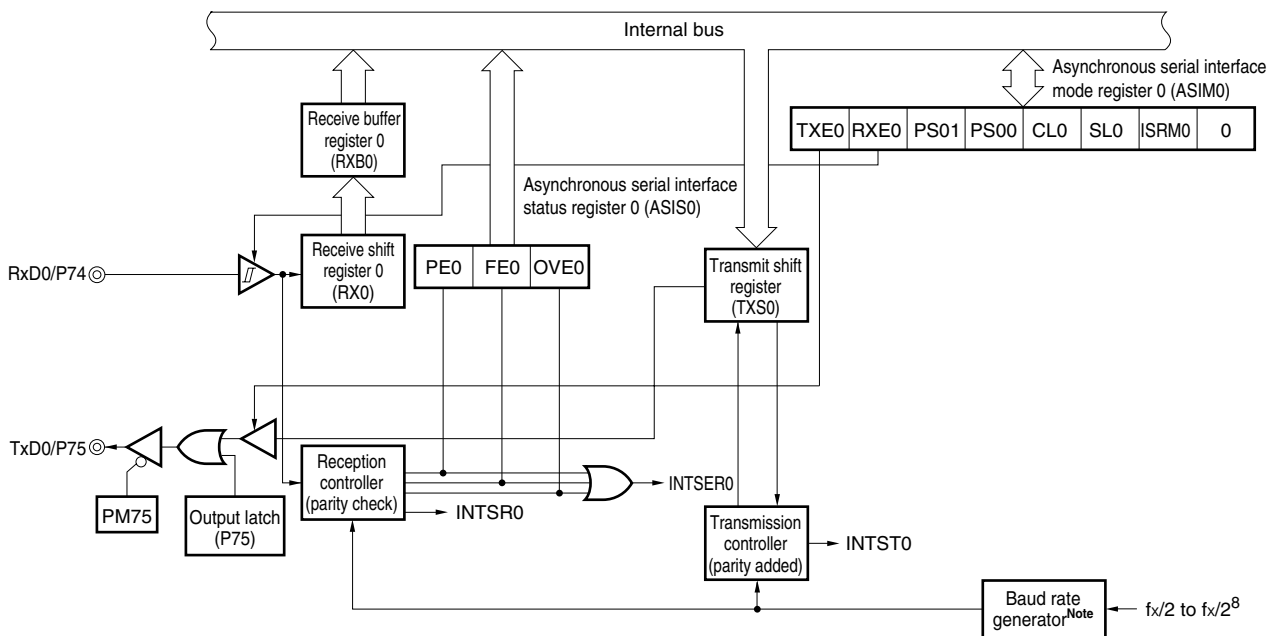 Internal bus
Asynchronous serial interface
mode register 0 (ASIM0)
Receive buffer
register 0
(RXB0)
TXE0 RXE0 PS01 PS00 CL0 SL0 ISRM0 0
Asynchronous serial interface
status register 0 (ASIS0)
Receive shift
register 0
(RX0)
PE0 FE0 OVE0
Transmit shift
register
(TXS0)
RxD0/P74
TxD0/P75
Reception
controller
(parity check)
INTSER0
INTSR0
PM75
Output latch
(P75)
Transmission
controller
(parity added)
INTST0
Baud rate
generatorNote
fx/2 to fx/2⁸